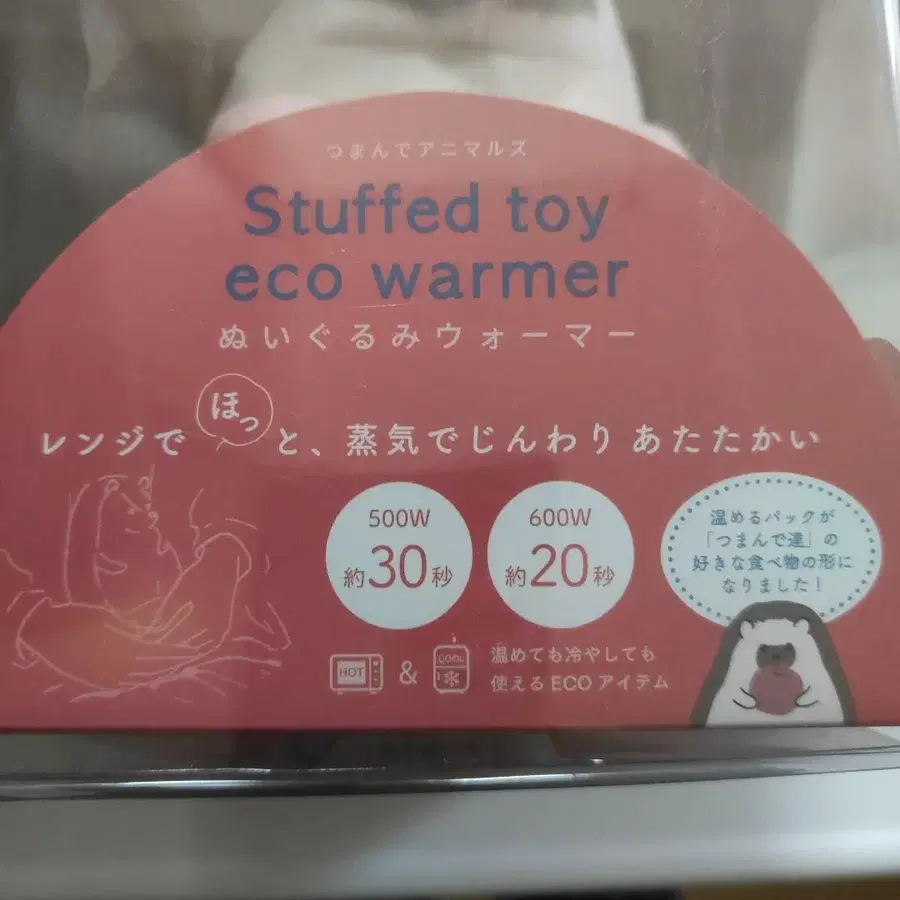 つまんでアニマルズ
Stuffed toy
eco warmer
ぬいぐるみウォーマー
レンジでほっと、蒸気でじんわり あたたかい
500W
約30秒
600W
約20秒
温めるパックが
「つまんで達」の
好きな食べ物の形に
なりました！
HOT
&
COOL
温めても冷やしても
使えるECOアイテム